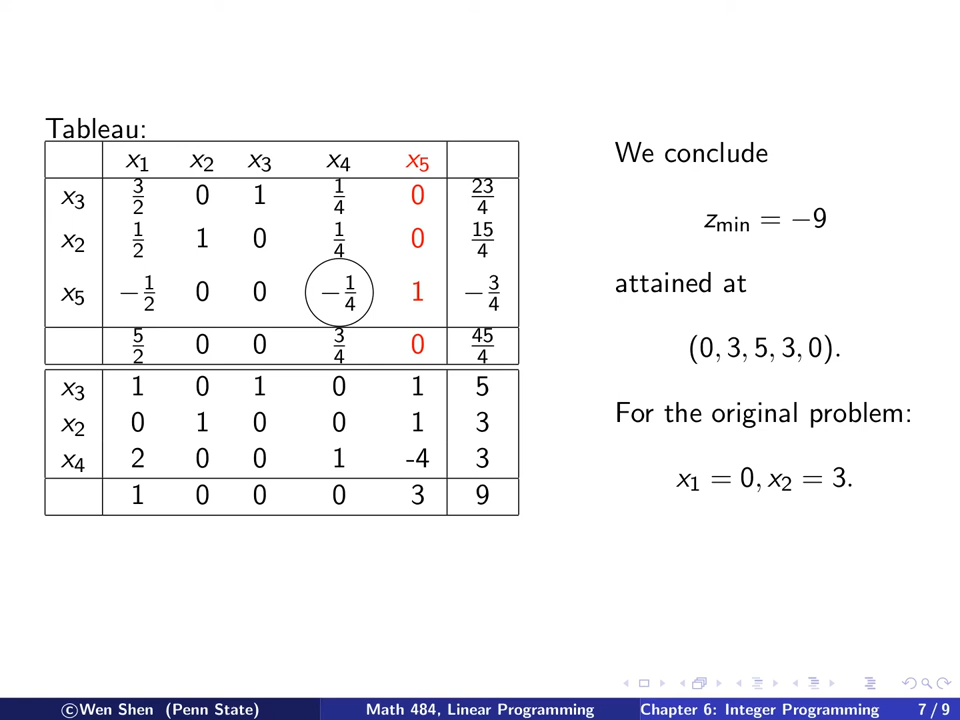 Tableau:
x1 x2 x3 x4 x5
x3 3/2 0 1 1/4 0 23/4
x2 1/2 1 0 1/4 0 15/4
x5 −1/2 0 0 −1/4 1 −3/4
5/2 0 0 3/4 0 45/4
x3 1 0 1 0 1 5
x2 0 1 0 0 1 3
x4 2 0 0 1 -4 3
1 0 0 0 3 9
We conclude
zmin = −9
attained at
(0, 3, 5, 3, 0).
For the original problem:
x1 = 0, x2 = 3.
©Wen Shen (Penn State) Math 484, Linear Programming Chapter 6: Integer Programming 7 / 9